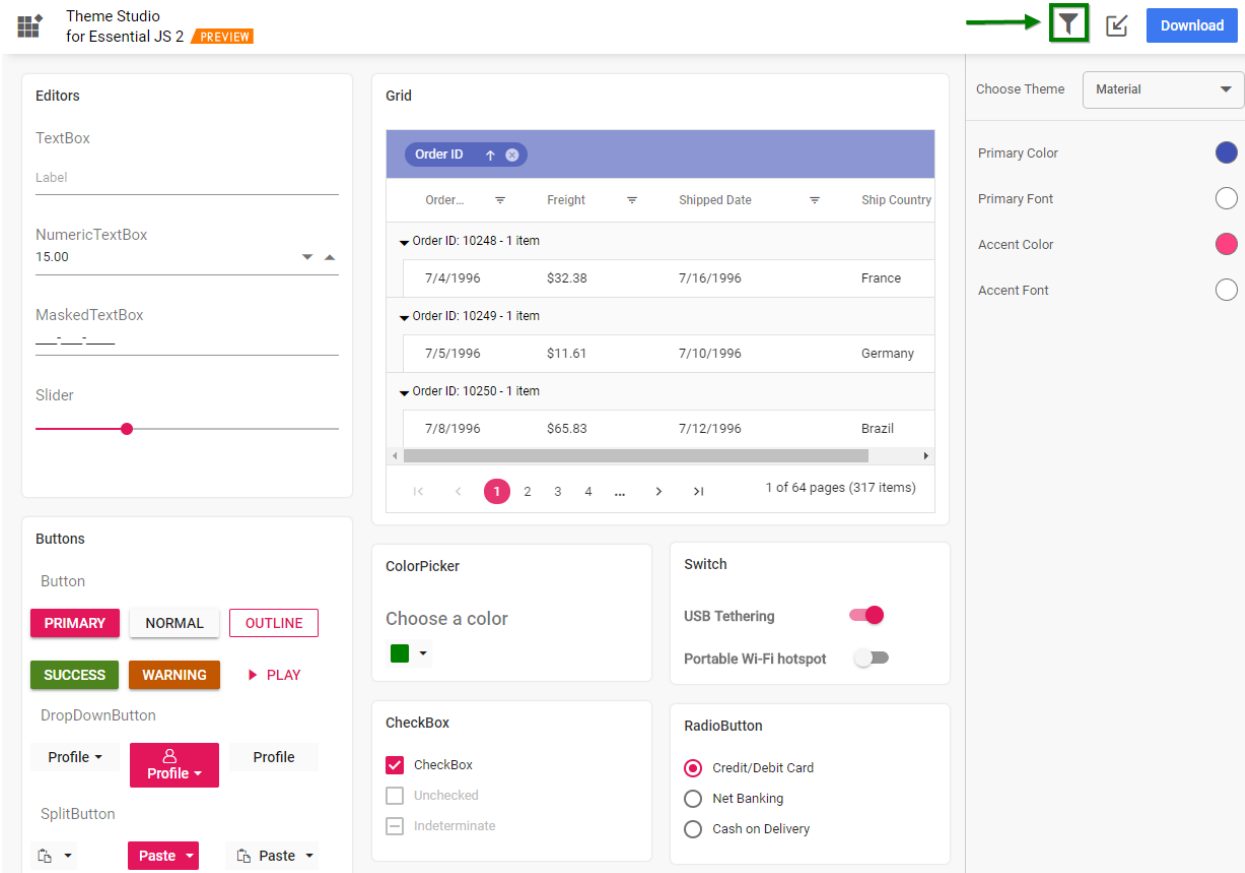 Theme Studio
for Essential JS 2 PREVIEW
Download
Editors
TextBox
Label
NumericTextBox
15.00
MaskedTextBox
___-___-____
Slider
Grid
Order ID
Order... Freight Shipped Date Ship Country
Order ID: 10248 - 1 item
7/4/1996 $32.38 7/16/1996 France
Order ID: 10249 - 1 item
7/5/1996 $11.61 7/10/1996 Germany
Order ID: 10250 - 1 item
7/8/1996 $65.83 7/12/1996 Brazil
1 2 3 4 ... 1 of 64 pages (317 items)
Choose Theme Material
Primary Color
Primary Font
Accent Color
Accent Font
Buttons
Button
PRIMARY NORMAL OUTLINE
SUCCESS WARNING PLAY
DropDownButton
Profile Profile Profile
SplitButton
Paste Paste
ColorPicker
Choose a color
Switch
USB Tethering
Portable Wi-Fi hotspot
CheckBox
CheckBox
Unchecked
Indeterminate
RadioButton
Credit/Debit Card
Net Banking
Cash on Delivery